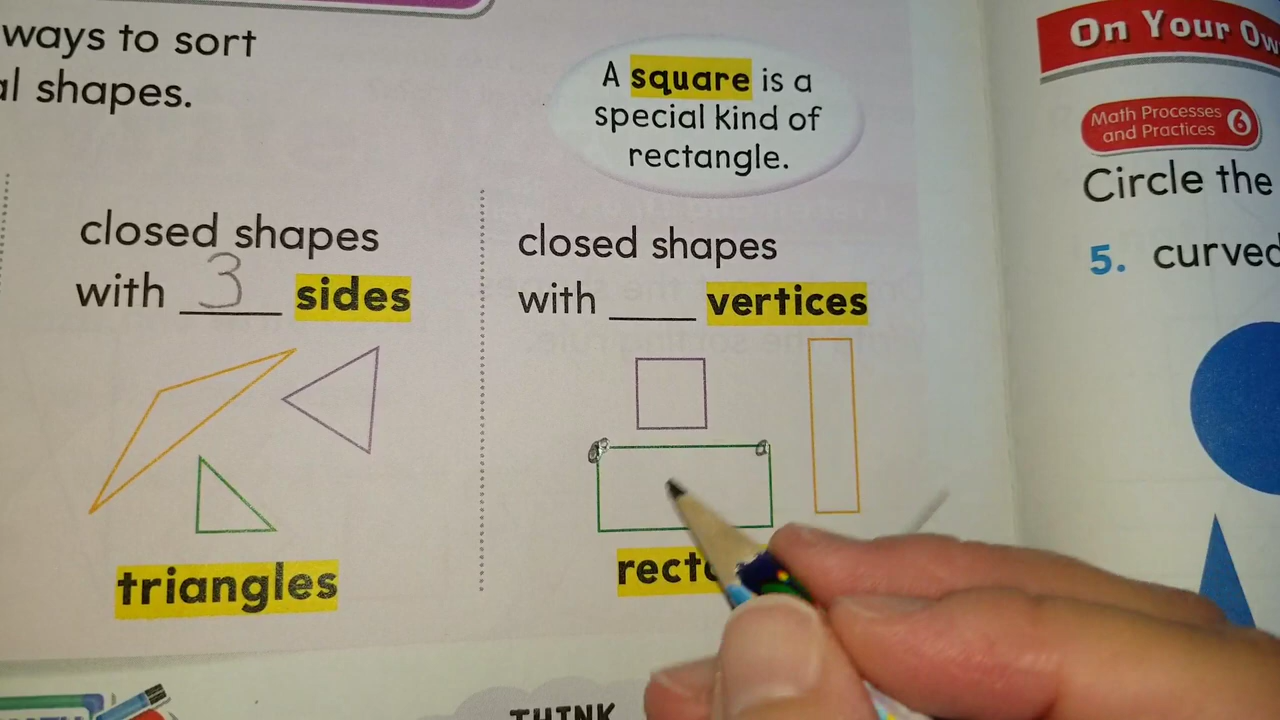 ways to sort
al shapes.
A square is a
special kind of
rectangle.
closed shapes
with 3 sides
triangles
closed shapes
with ____ vertices
recta
THINK
On Your Ow
Math Processes
and Practices 6
Circle the
5. curved